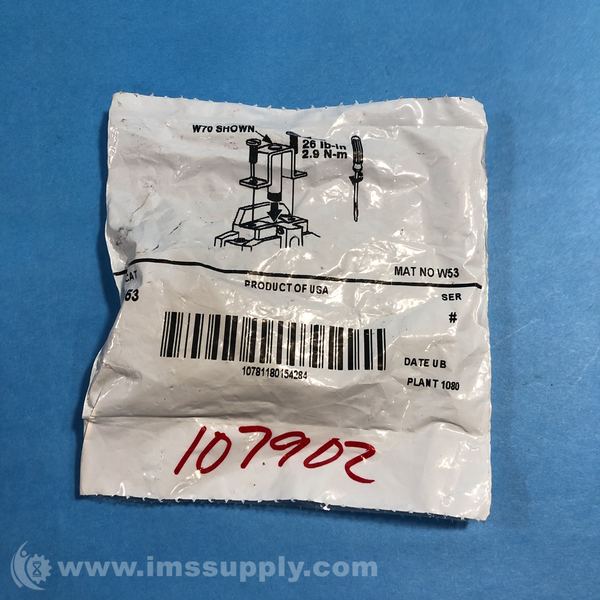 W70 SHOWN
26 lb-in
2.9 N-m
CAT
53
MAT NO W53
PRODUCT OF USA
SER
#
10781180154284
DATE UB
PLANT 1080
107902
www.imssupply.com